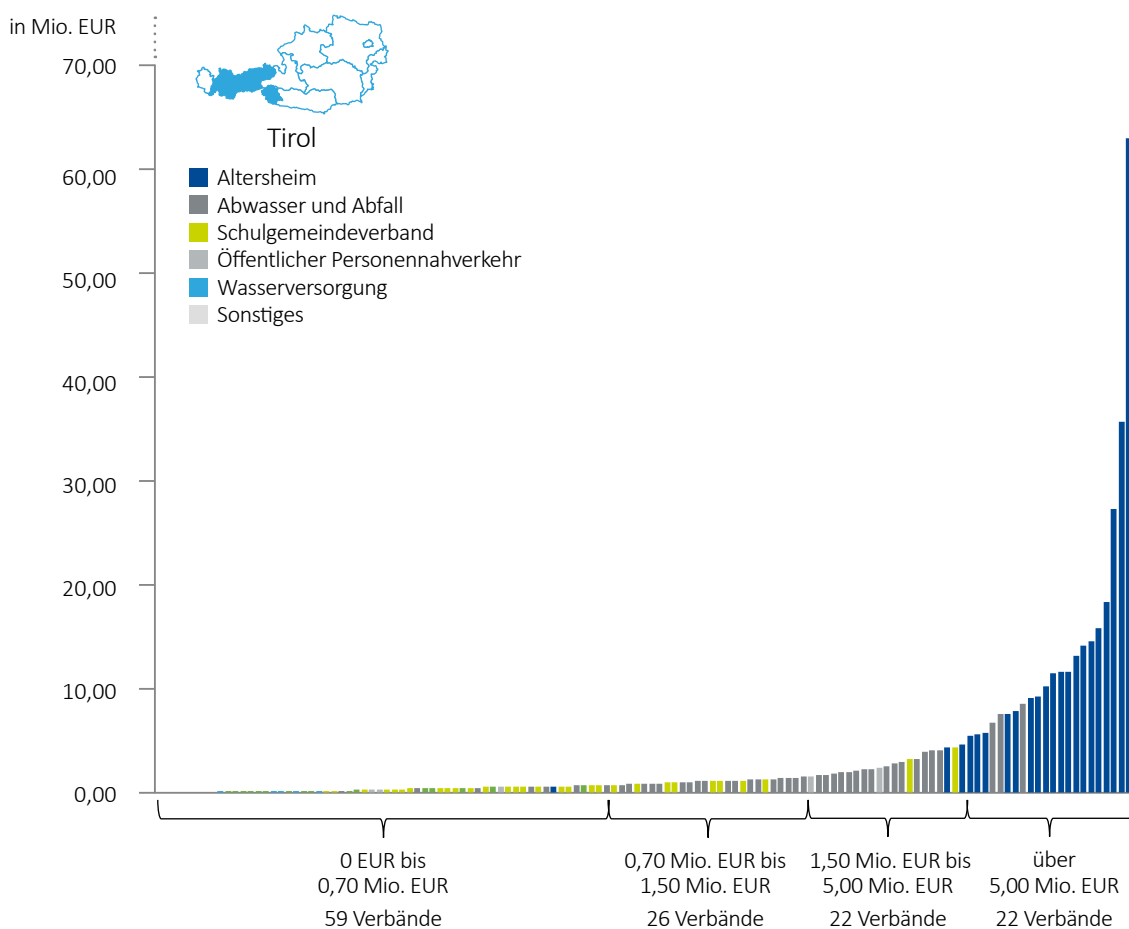 in Mio. EUR
70,00
60,00
50,00
40,00
30,00
20,00
10,00
0,00
Tirol
Altersheim
Abwasser und Abfall
Schulgemeindeverband
Öffentlicher Personennahverkehr
Wasserversorgung
Sonstiges
0 EUR bis
0,70 Mio. EUR
59 Verbände
0,70 Mio. EUR bis
1,50 Mio. EUR
26 Verbände
1,50 Mio. EUR bis
5,00 Mio. EUR
22 Verbände
über
5,00 Mio. EUR
22 Verbände